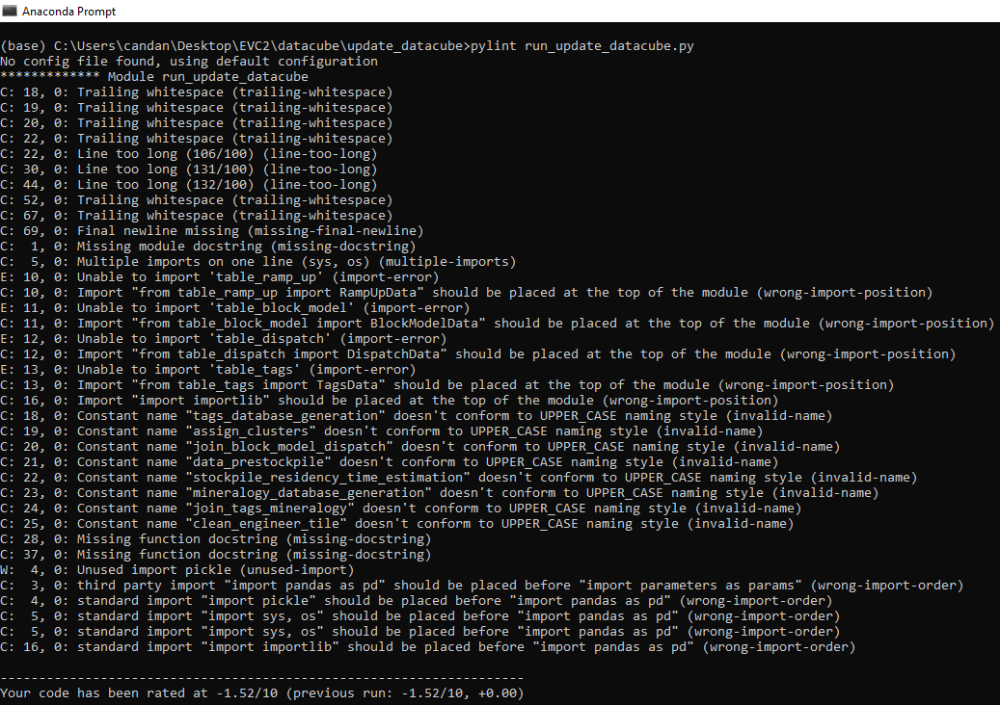 Anaconda Prompt
(base) C:\Users\candan\Desktop\EVC2\datacube\update_datacube>pylint run_update_datacube.py
No config file found, using default configuration
************* Module run_update_datacube
C: 18, 0: Trailing whitespace (trailing-whitespace)
C: 19, 0: Trailing whitespace (trailing-whitespace)
C: 20, 0: Trailing whitespace (trailing-whitespace)
C: 22, 0: Trailing whitespace (trailing-whitespace)
C: 22, 0: Line too long (106/100) (line-too-long)
C: 30, 0: Line too long (131/100) (line-too-long)
C: 44, 0: Line too long (132/100) (line-too-long)
C: 52, 0: Trailing whitespace (trailing-whitespace)
C: 67, 0: Trailing whitespace (trailing-whitespace)
C: 69, 0: Final newline missing (missing-final-newline)
C:  1, 0: Missing module docstring (missing-docstring)
C:  5, 0: Multiple imports on one line (sys, os) (multiple-imports)
E: 10, 0: Unable to import 'table_ramp_up' (import-error)
C: 10, 0: Import "from table_ramp_up import RampUpData" should be placed at the top of the module (wrong-import-position)
E: 11, 0: Unable to import 'table_block_model' (import-error)
C: 11, 0: Import "from table_block_model import BlockModelData" should be placed at the top of the module (wrong-import-position)
E: 12, 0: Unable to import 'table_dispatch' (import-error)
C: 12, 0: Import "from table_dispatch import DispatchData" should be placed at the top of the module (wrong-import-position)
E: 13, 0: Unable to import 'table_tags' (import-error)
C: 13, 0: Import "from table_tags import TagsData" should be placed at the top of the module (wrong-import-position)
C: 16, 0: Import "import importlib" should be placed at the top of the module (wrong-import-position)
C: 18, 0: Constant name "tags_database_generation" doesn't conform to UPPER_CASE naming style (invalid-name)
C: 19, 0: Constant name "assign_clusters" doesn't conform to UPPER_CASE naming style (invalid-name)
C: 20, 0: Constant name "join_block_model_dispatch" doesn't conform to UPPER_CASE naming style (invalid-name)
C: 21, 0: Constant name "data_prestockpile" doesn't conform to UPPER_CASE naming style (invalid-name)
C: 22, 0: Constant name "stockpile_residency_time_estimation" doesn't conform to UPPER_CASE naming style (invalid-name)
C: 23, 0: Constant name "mineralogy_database_generation" doesn't conform to UPPER_CASE naming style (invalid-name)
C: 24, 0: Constant name "join_tags_mineralogy" doesn't conform to UPPER_CASE naming style (invalid-name)
C: 25, 0: Constant name "clean_engineer_tile" doesn't conform to UPPER_CASE naming style (invalid-name)
C: 28, 0: Missing function docstring (missing-docstring)
C: 37, 0: Missing function docstring (missing-docstring)
W:  4, 0: Unused import pickle (unused-import)
C:  3, 0: third party import "import pandas as pd" should be placed before "import parameters as params" (wrong-import-order)
C:  4, 0: standard import "import pickle" should be placed before "import pandas as pd" (wrong-import-order)
C:  5, 0: standard import "import sys, os" should be placed before "import pandas as pd" (wrong-import-order)
C:  5, 0: standard import "import sys, os" should be placed before "import pandas as pd" (wrong-import-order)
C: 16, 0: standard import "import importlib" should be placed before "import pandas as pd" (wrong-import-order)
--------------------------------------------------------------------
Your code has been rated at -1.52/10 (previous run: -1.52/10, +0.00)